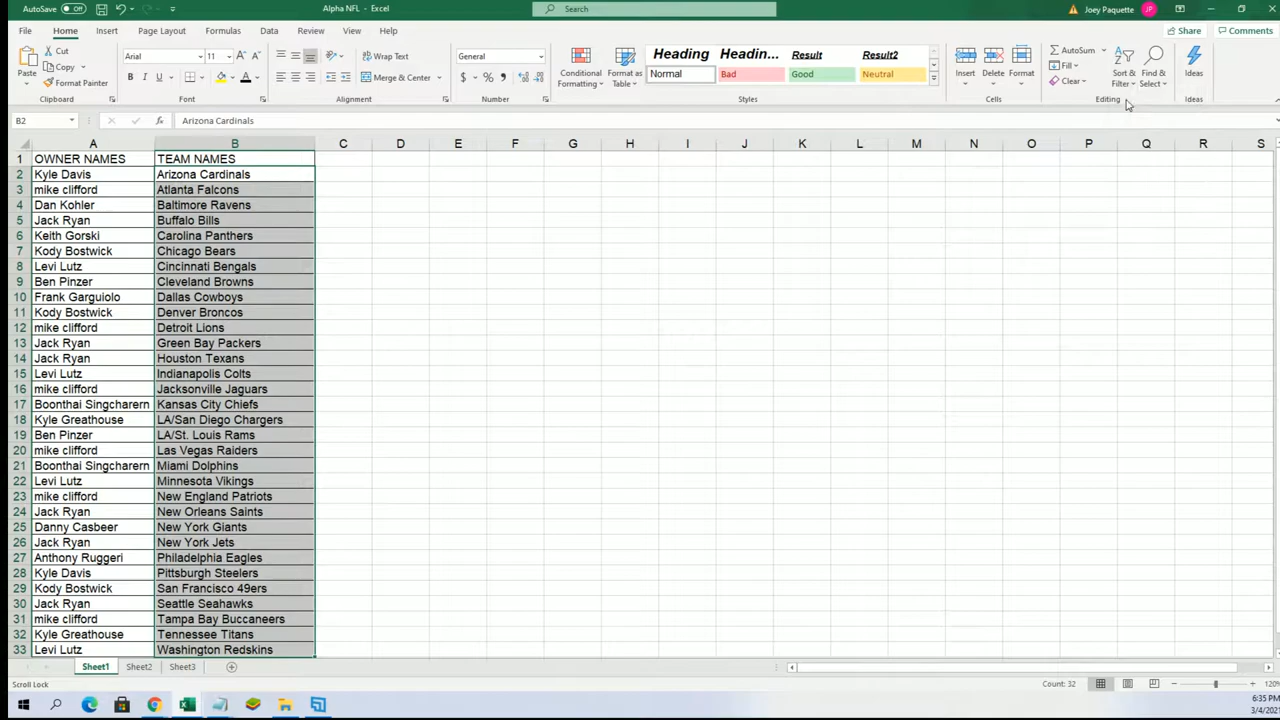 AutoSave Off Alpha NFL - Excel Search Joey Paquette JP
File Home Insert Page Layout Formulas Data Review View Help Share Comments
Paste Cut Copy Format Painter Clipboard
Arial 11 A A B I U A Font
Wrap Text Merge & Center Alignment
General $ % Number
Conditional Formatting Format as Table
Heading Headin... Result Result2
Normal Bad Good Neutral
Styles
Insert Delete Format Cells
AutoSum Fill Clear Sort & Filter Find & Select Editing
Ideas Ideas
B2 fx Arizona Cardinals
A B C D E F G H I J K L M N O P Q R S
1 OWNER NAMES TEAM NAMES
2 Kyle Davis Arizona Cardinals
3 mike clifford Atlanta Falcons
4 Dan Kohler Baltimore Ravens
5 Jack Ryan Buffalo Bills
6 Keith Gorski Carolina Panthers
7 Kody Bostwick Chicago Bears
8 Levi Lutz Cincinnati Bengals
9 Ben Pinzer Cleveland Browns
10 Frank Garguiolo Dallas Cowboys
11 Kody Bostwick Denver Broncos
12 mike clifford Detroit Lions
13 Jack Ryan Green Bay Packers
14 Jack Ryan Houston Texans
15 Levi Lutz Indianapolis Colts
16 mike clifford Jacksonville Jaguars
17 Boonthai Singcharern Kansas City Chiefs
18 Kyle Greathouse LA/San Diego Chargers
19 Ben Pinzer LA/St. Louis Rams
20 mike clifford Las Vegas Raiders
21 Boonthai Singcharern Miami Dolphins
22 Levi Lutz Minnesota Vikings
23 mike clifford New England Patriots
24 Jack Ryan New Orleans Saints
25 Danny Casbeer New York Giants
26 Jack Ryan New York Jets
27 Anthony Ruggeri Philadelphia Eagles
28 Kyle Davis Pittsburgh Steelers
29 Kody Bostwick San Francisco 49ers
30 Jack Ryan Seattle Seahawks
31 mike clifford Tampa Bay Buccaneers
32 Kyle Greathouse Tennessee Titans
33 Levi Lutz Washington Redskins
Sheet1 Sheet2 Sheet3
Scroll Lock Count: 32 120%
6:35 PM